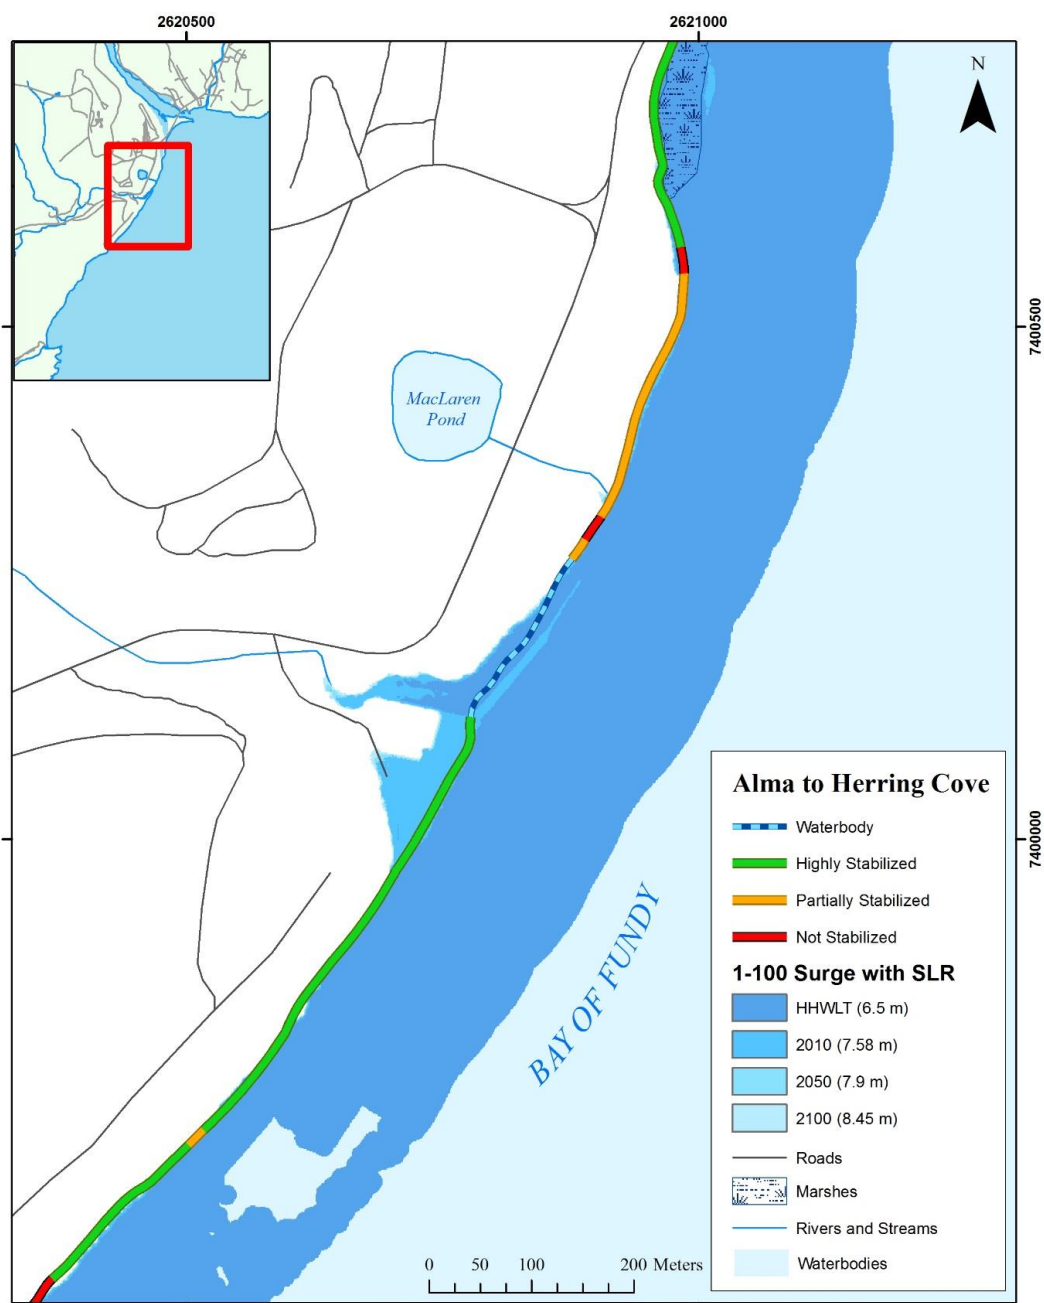 2620500
2621000
N
7400500
MacLaren
Pond
7400000
BAY OF FUNDY
Alma to Herring Cove
Waterbody
Highly Stabilized
Partially Stabilized
Not Stabilized
1-100 Surge with SLR
HHWLT (6.5 m)
2010 (7.58 m)
2050 (7.9 m)
2100 (8.45 m)
Roads
Marshes
Rivers and Streams
Waterbodies
0 50 100 200 Meters